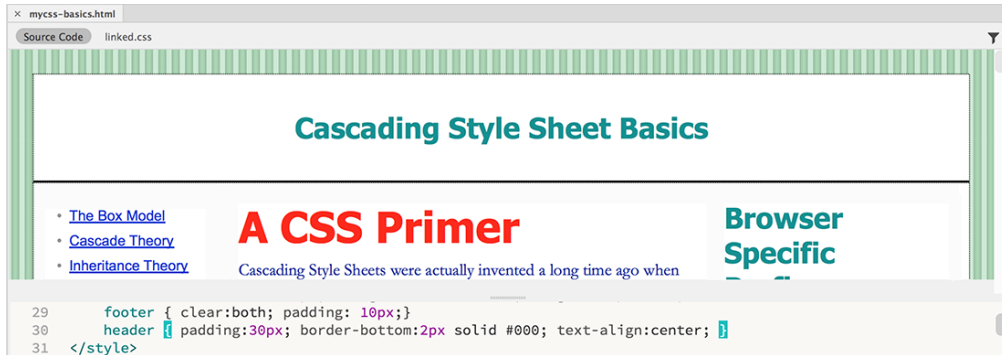 × mycss-basics.html
Source Code linked.css
Cascading Style Sheet Basics
• The Box Model
• Cascade Theory
• Inheritance Theory
A CSS Primer
Cascading Style Sheets were actually invented a long time ago when
Browser
Specific
29 footer { clear:both; padding: 10px;}
30 header { padding:30px; border-bottom:2px solid #000; text-align:center; }
31 </style>